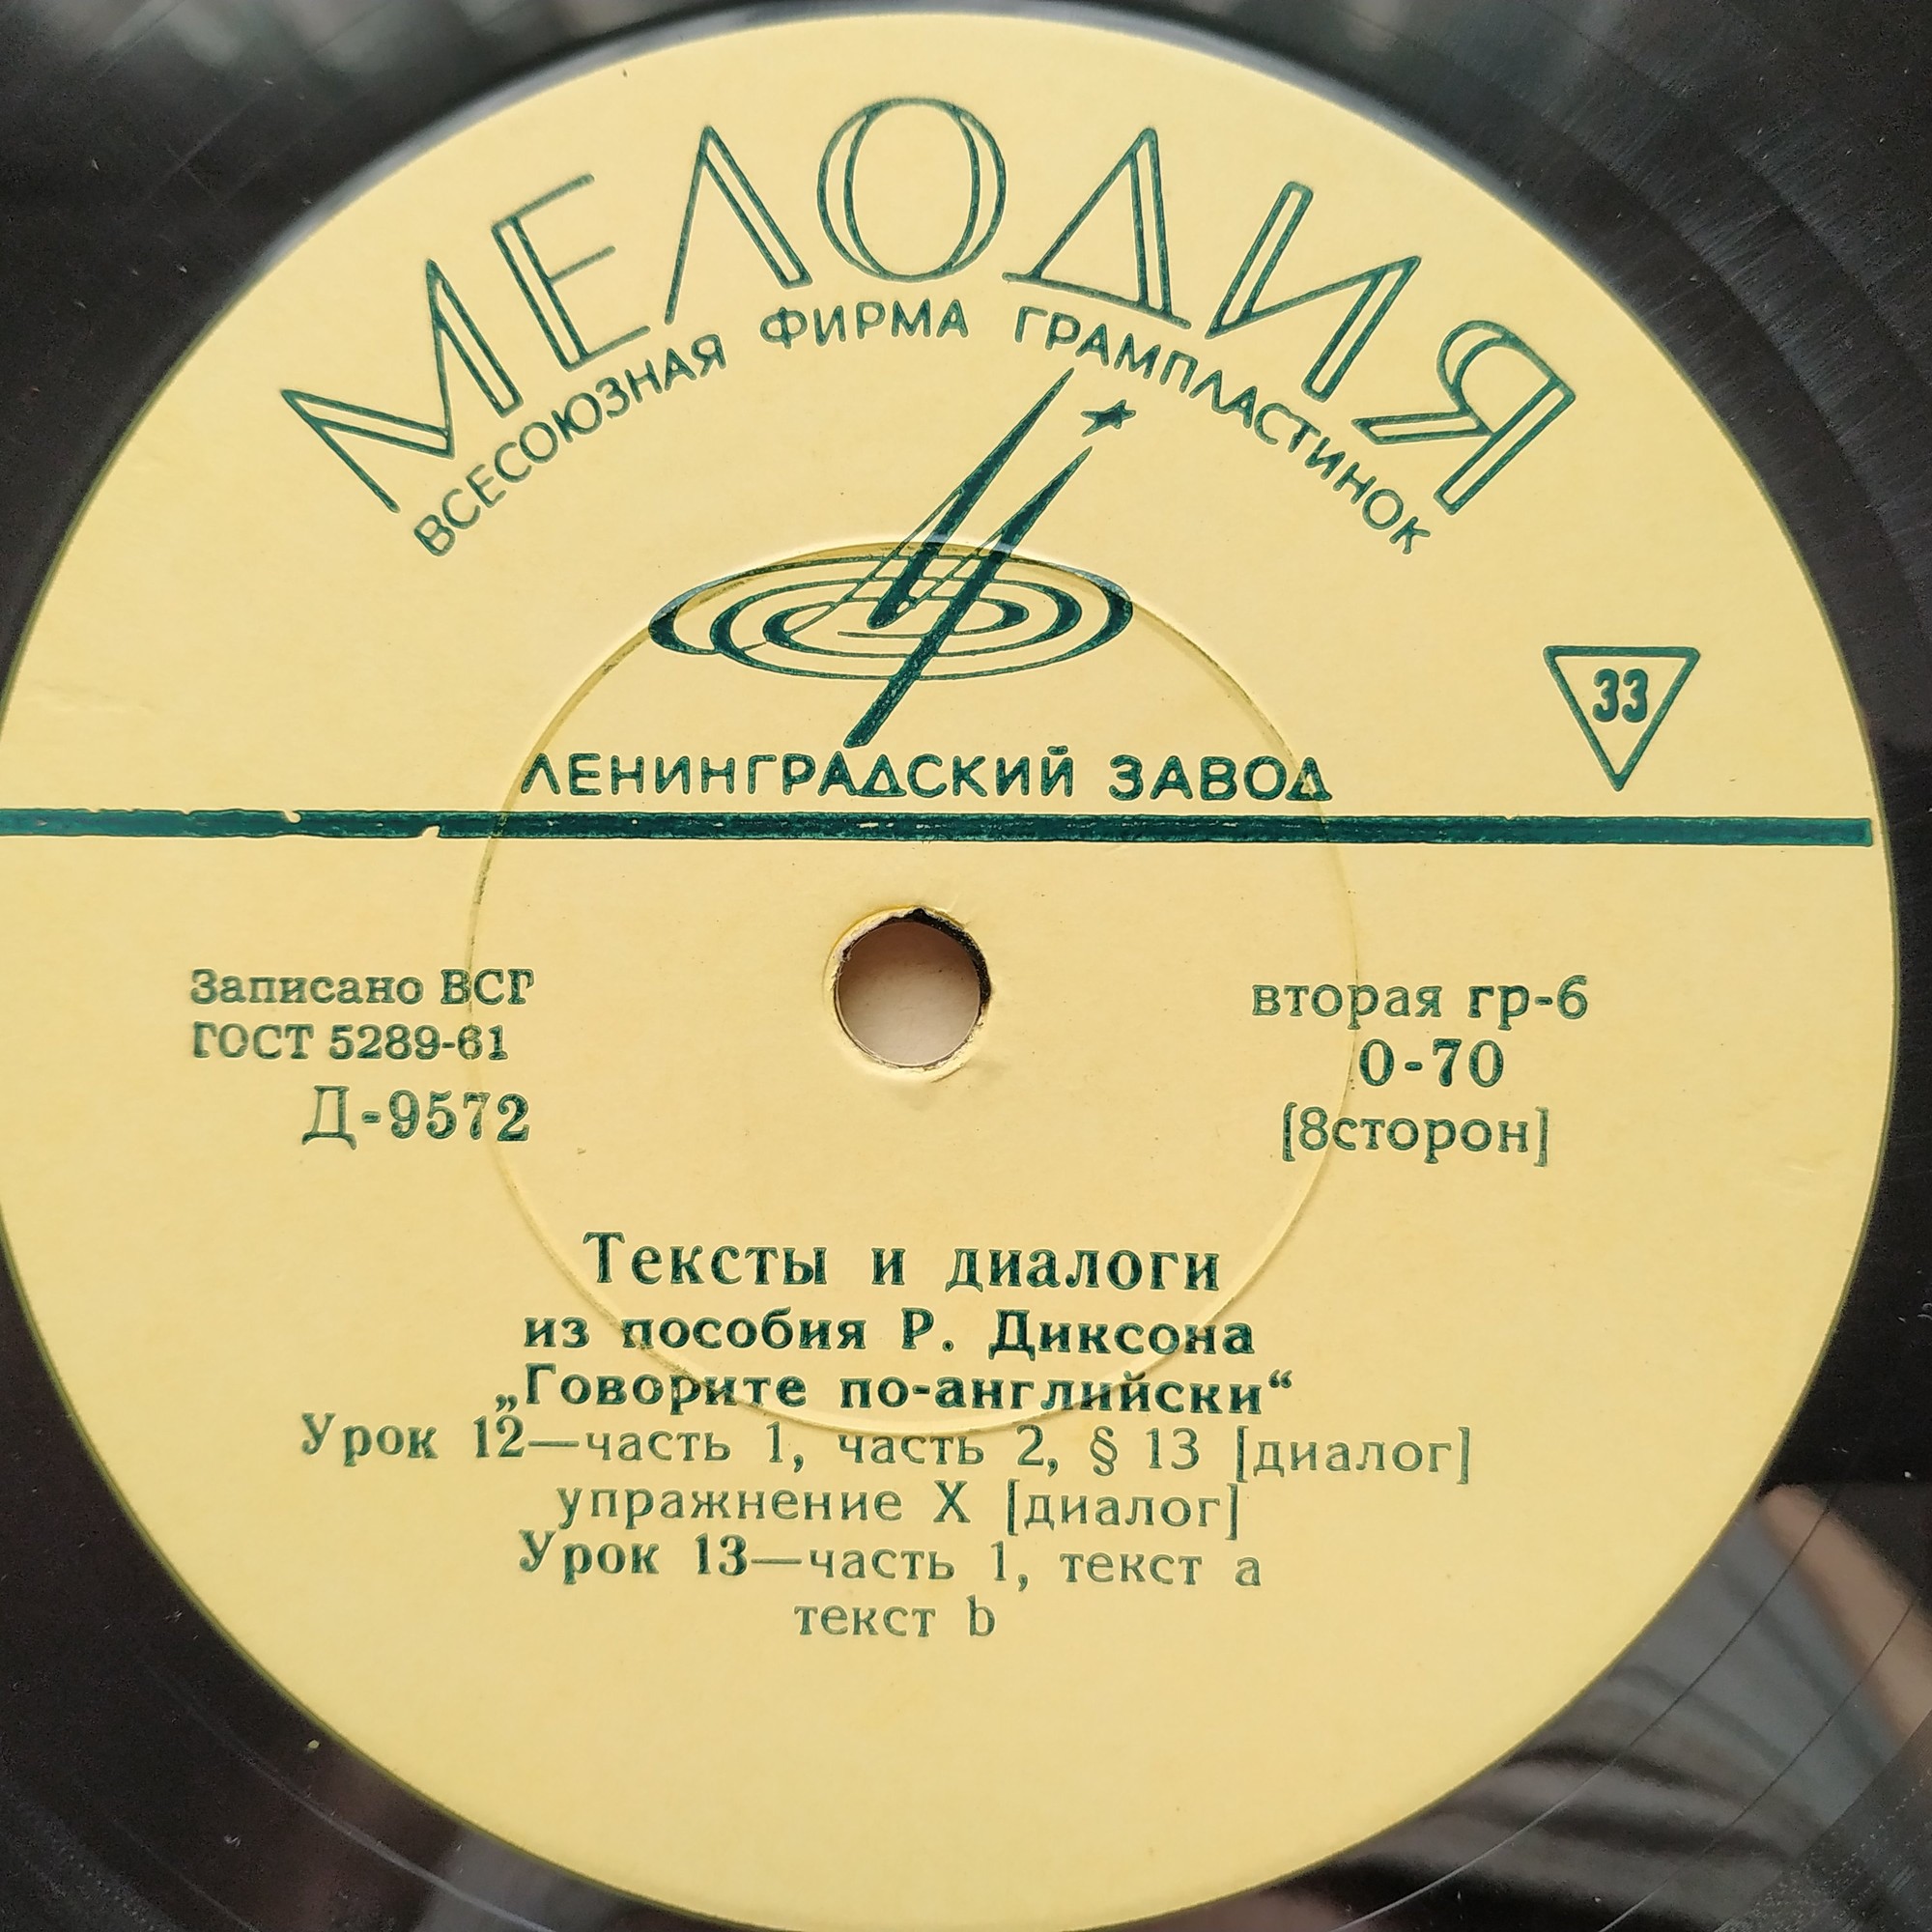 МЕЛОДИЯ
ВСЕСОЮЗНАЯ ФИРМА ГРАМПЛАСТИНОК
33
ЛЕНИНГРАДСКИЙ ЗАВОД
Записано ВСГ
ГОСТ 5289-61
Д-9572
вторая гр-6
0-70
[8сторон]
Тексты и диалоги
из пособия Р. Диксона
„Говорите по-английски“
Урок 12—часть 1, часть 2, § 13 [диалог]
упражнение X [диалог]
Урок 13—часть 1, текст a
текст b